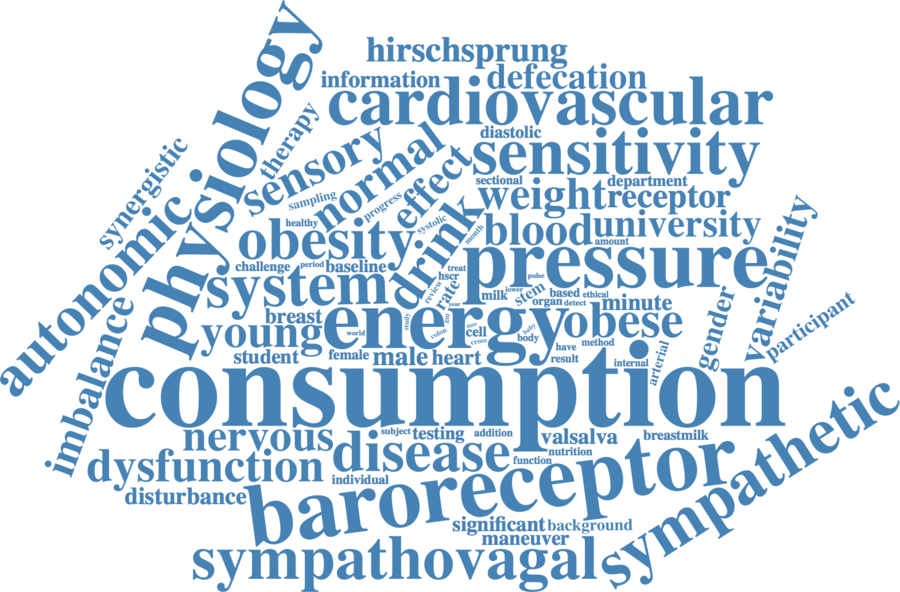 hirschsprung
information
defecation
cardiovascular
physiology
therapy
diastolic
sensory
normal
sensitivity
synergistic
sampling
progress
effect
sectional
department
weight
receptor
healthy
systolic
drink
autonomic
obesity
month
blood
university
amount
variability
challenge
period
baseline
treat
hscr
pressure
pulse
system
review
rate
milk
lower
stem
based
ethical
organ
detect
minute
year
breast
young
world
energy
study
colon
cell
cross
baby
body
obese
gender
participant
imbalance
student
female
male
heart
have
method
result
internal
arterial
consumption
nervous
subject
testing
addition
valsalva
breastmilk
nutrition
dysfunction
disease
function
individual
disturbance
baroreceptor
sympathetic
significant
background
maneuver
sympathovagal